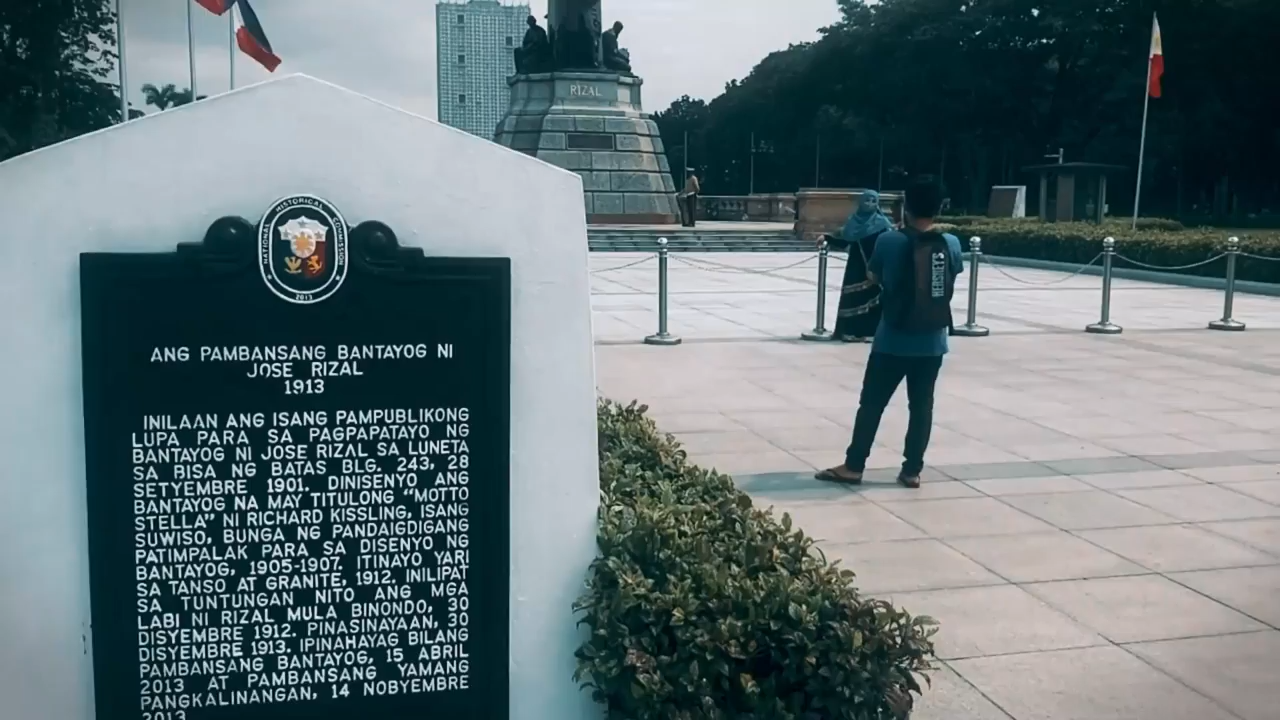 RIZAL
HERSHEY'S
NATIONAL HISTORICAL COMMISSION
2013
ANG PAMBANSANG BANTAYOG NI
JOSE RIZAL
1913
INILAAN ANG ISANG PAMPUBLIKONG
LUPA PARA SA PAGPAPATAYO NG
BANTAYOG NI JOSE RIZAL SA LUNETA
SA BISA NG BATAS BLG. 243, 28
SETYEMBRE 1901. DINISENYO ANG
BANTAYOG NA MAY TITULONG “MOTTO
STELLA” NI RICHARD KISSLING, ISANG
SUWISO, BUNGA NG PANDAIGDIGANG
PATIMPALAK PARA SA DISENYO NG
BANTAYOG, 1905-1907. ITINAYO YARI
SA TANSO AT GRANITE, 1912. INILIPAT
SA TUNTUNGAN NITO ANG MGA
LABI NI RIZAL MULA BINONDO, 30
DISYEMBRE 1912. PINASINAYAAN, 30
DISYEMBRE 1913. IPINAHAYAG BILANG
PAMBANSANG BANTAYOG, 15 ABRIL
2013 AT PAMBANSANG YAMANG
PANGKALINANGAN, 14 NOBYEMBRE
2013